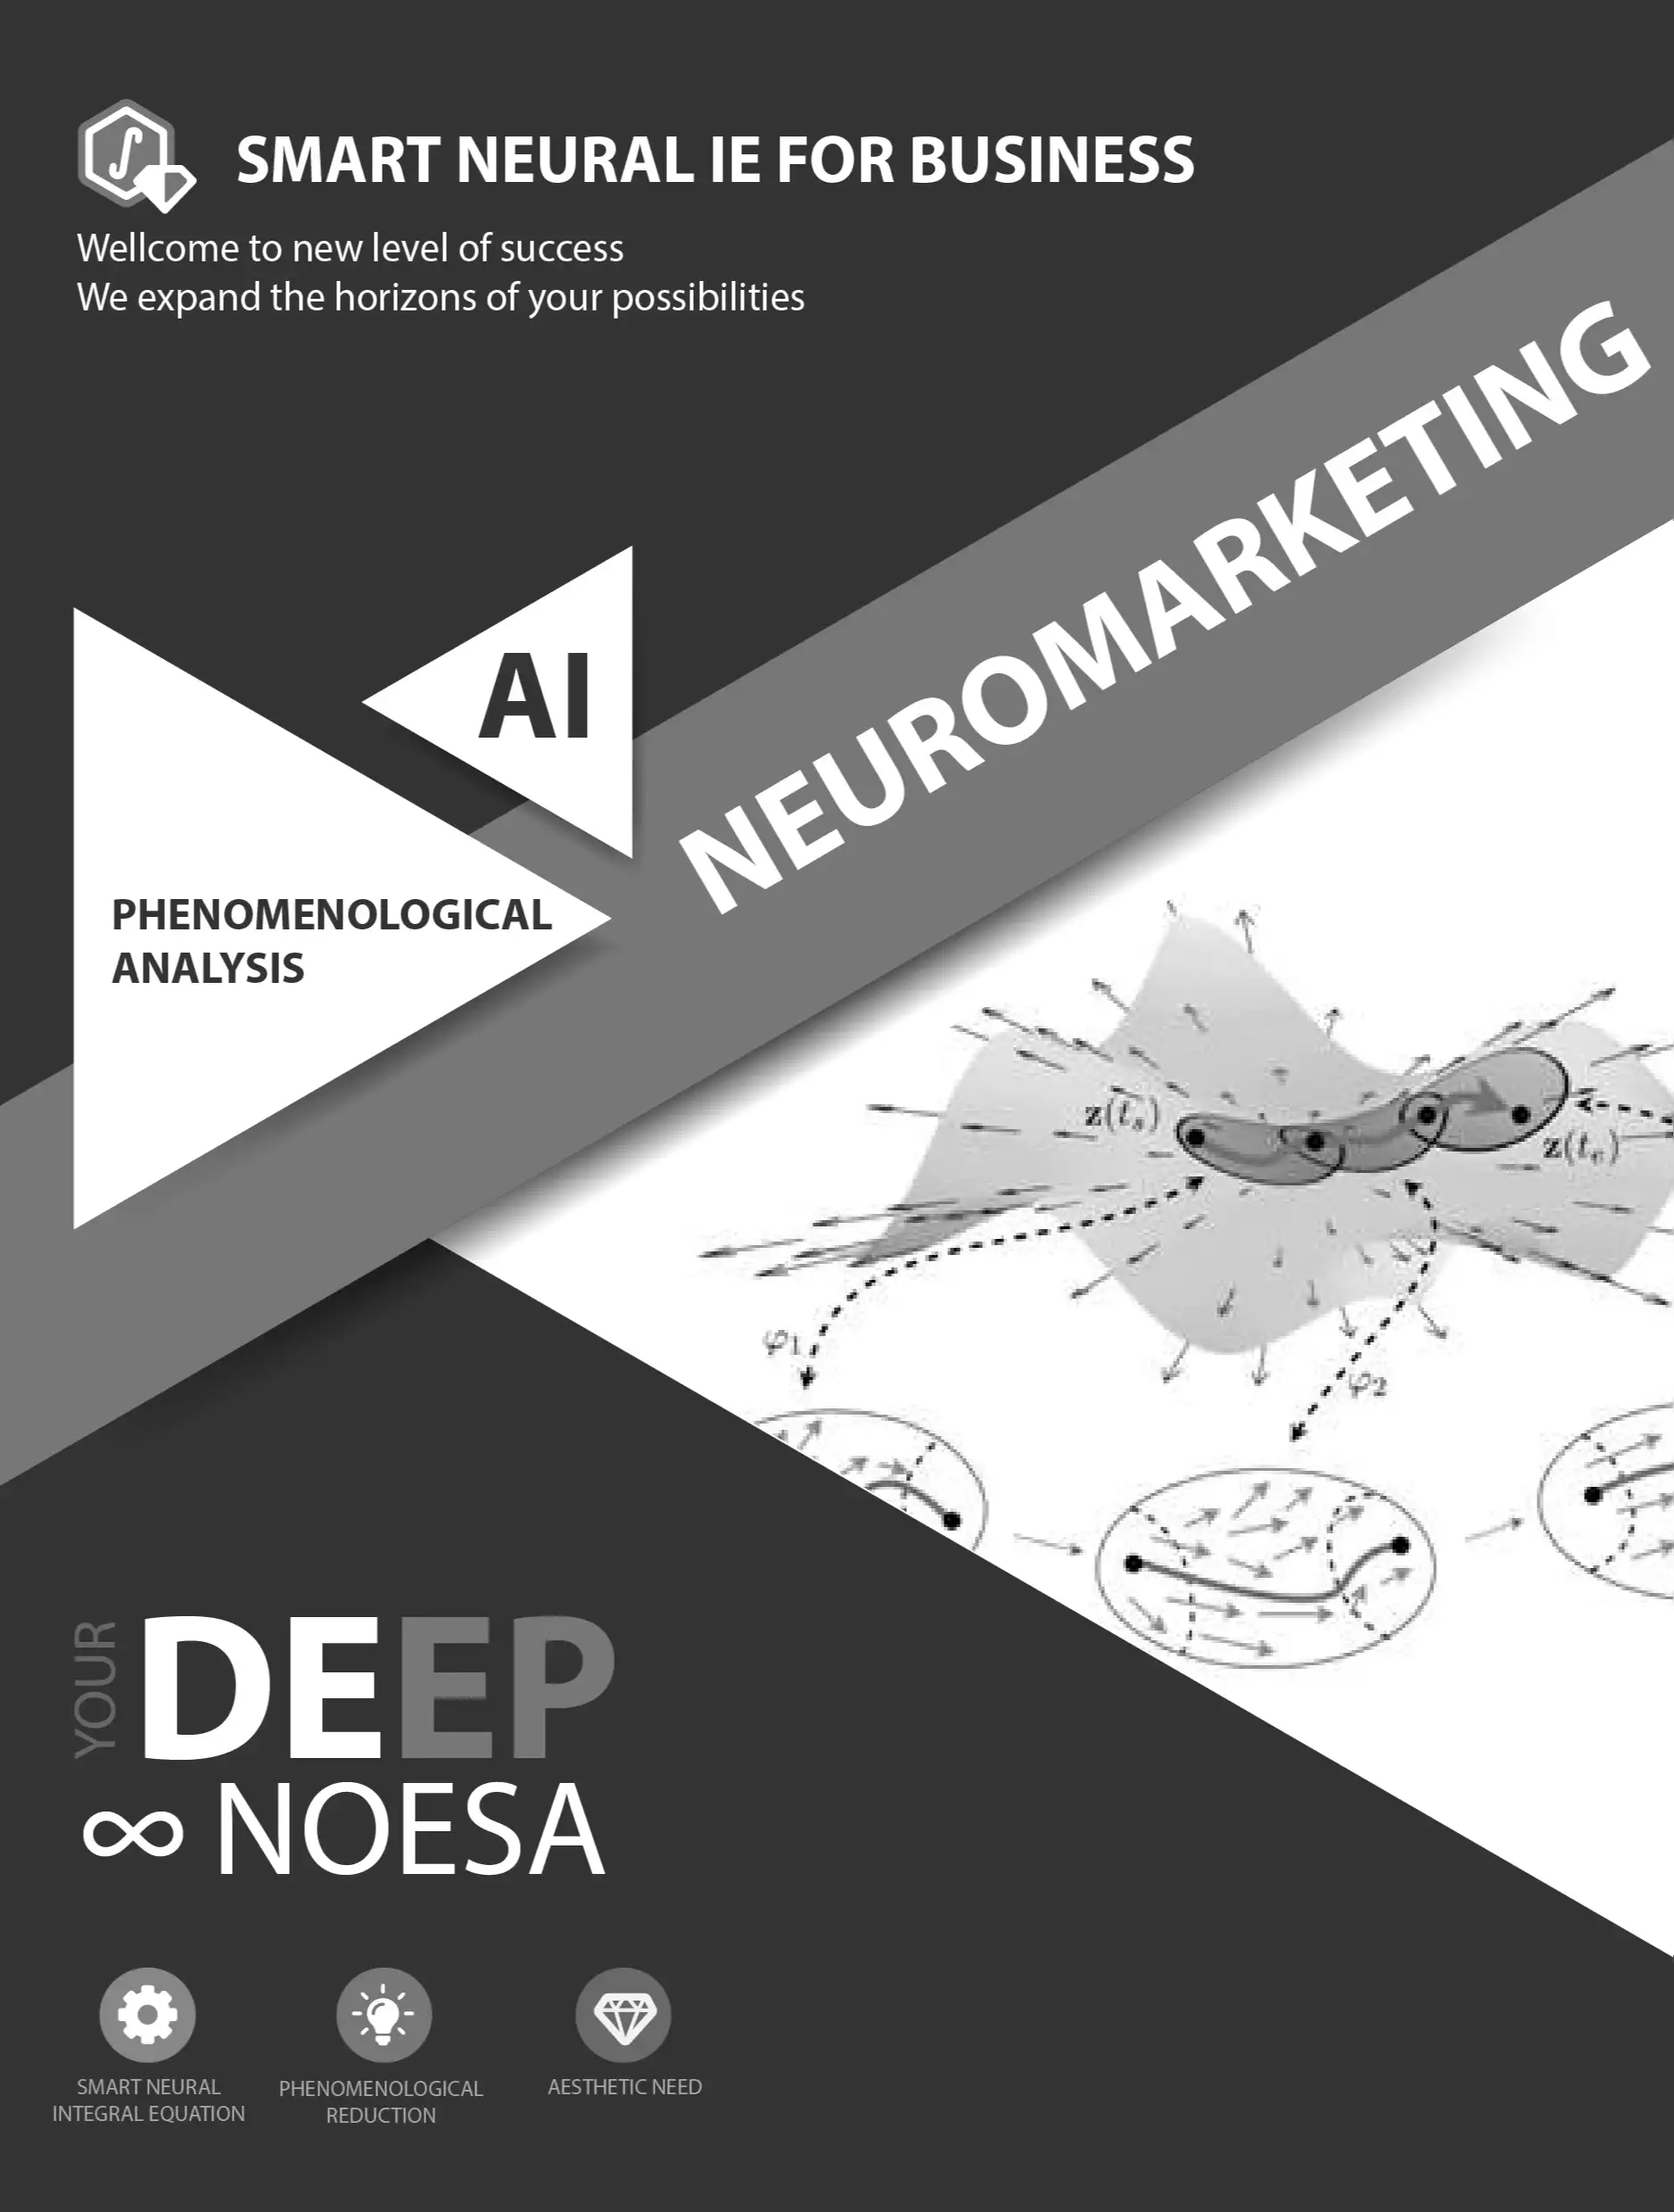 SMART NEURAL IE FOR BUSINESS
Wellcome to new level of success
We expand the horizons of your possibilities
NEUROMARKETING
AI
PHENOMENOLOGICAL
ANALYSIS
z(t_s)
z(t_e)
φ1
φ2
YOUR
DEEP
∞ NOESA
SMART NEURAL
INTEGRAL EQUATION
PHENOMENOLOGICAL
REDUCTION
AESTHETIC NEED